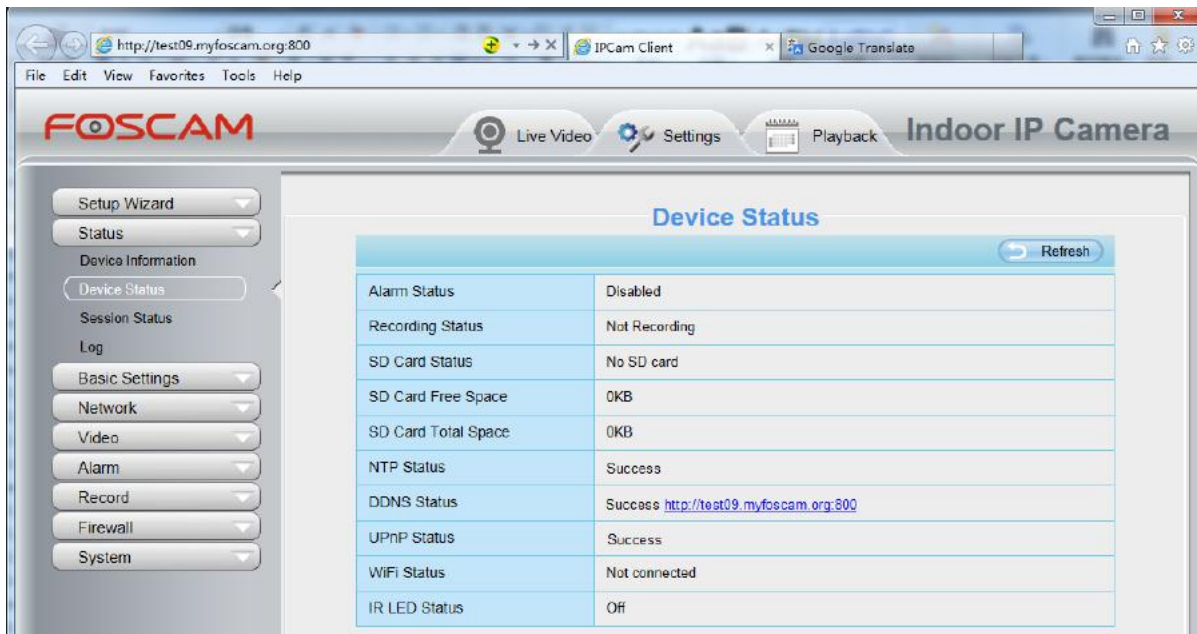 http://test09.myfoscam.org:800
IPCam Client
Google Translate
File Edit View Favorites Tools Help
FOSCAM
Live Video
Settings
Playback
Indoor IP Camera
Setup Wizard
Status
Device Information
Device Status
Session Status
Log
Basic Settings
Network
Video
Alarm
Record
Firewall
System
Device Status
Refresh
Alarm Status Disabled
Recording Status Not Recording
SD Card Status No SD card
SD Card Free Space 0KB
SD Card Total Space 0KB
NTP Status Success
DDNS Status Success http://test09.myfoscam.org:800
UPnP Status Success
WiFi Status Not connected
IR LED Status Off